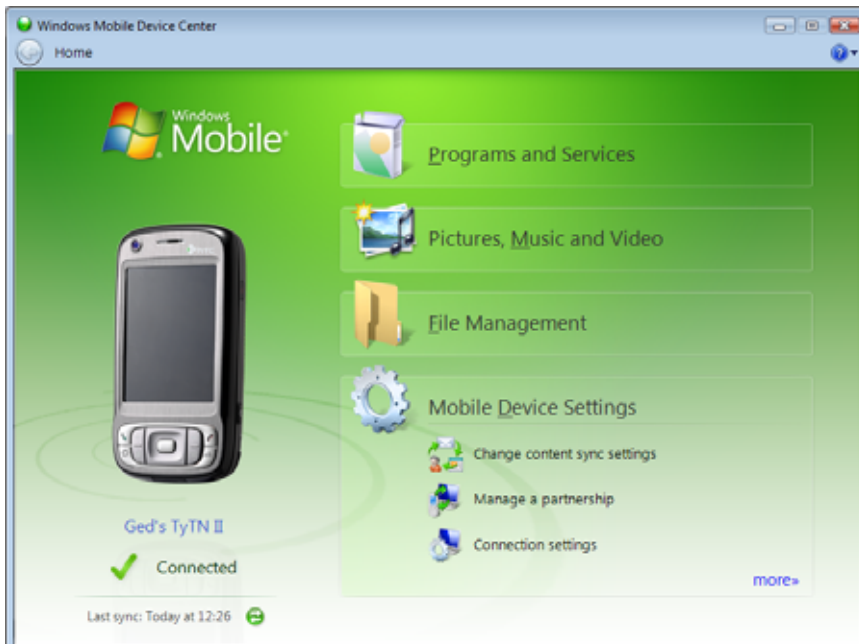 Windows Mobile Device Center
Home
Windows
Mobile
Programs and Services
Pictures, Music and Video
File Management
Mobile Device Settings
Change content sync settings
Manage a partnership
Connection settings
more»
Ged's TyTN II
Connected
Last sync: Today at 12:26